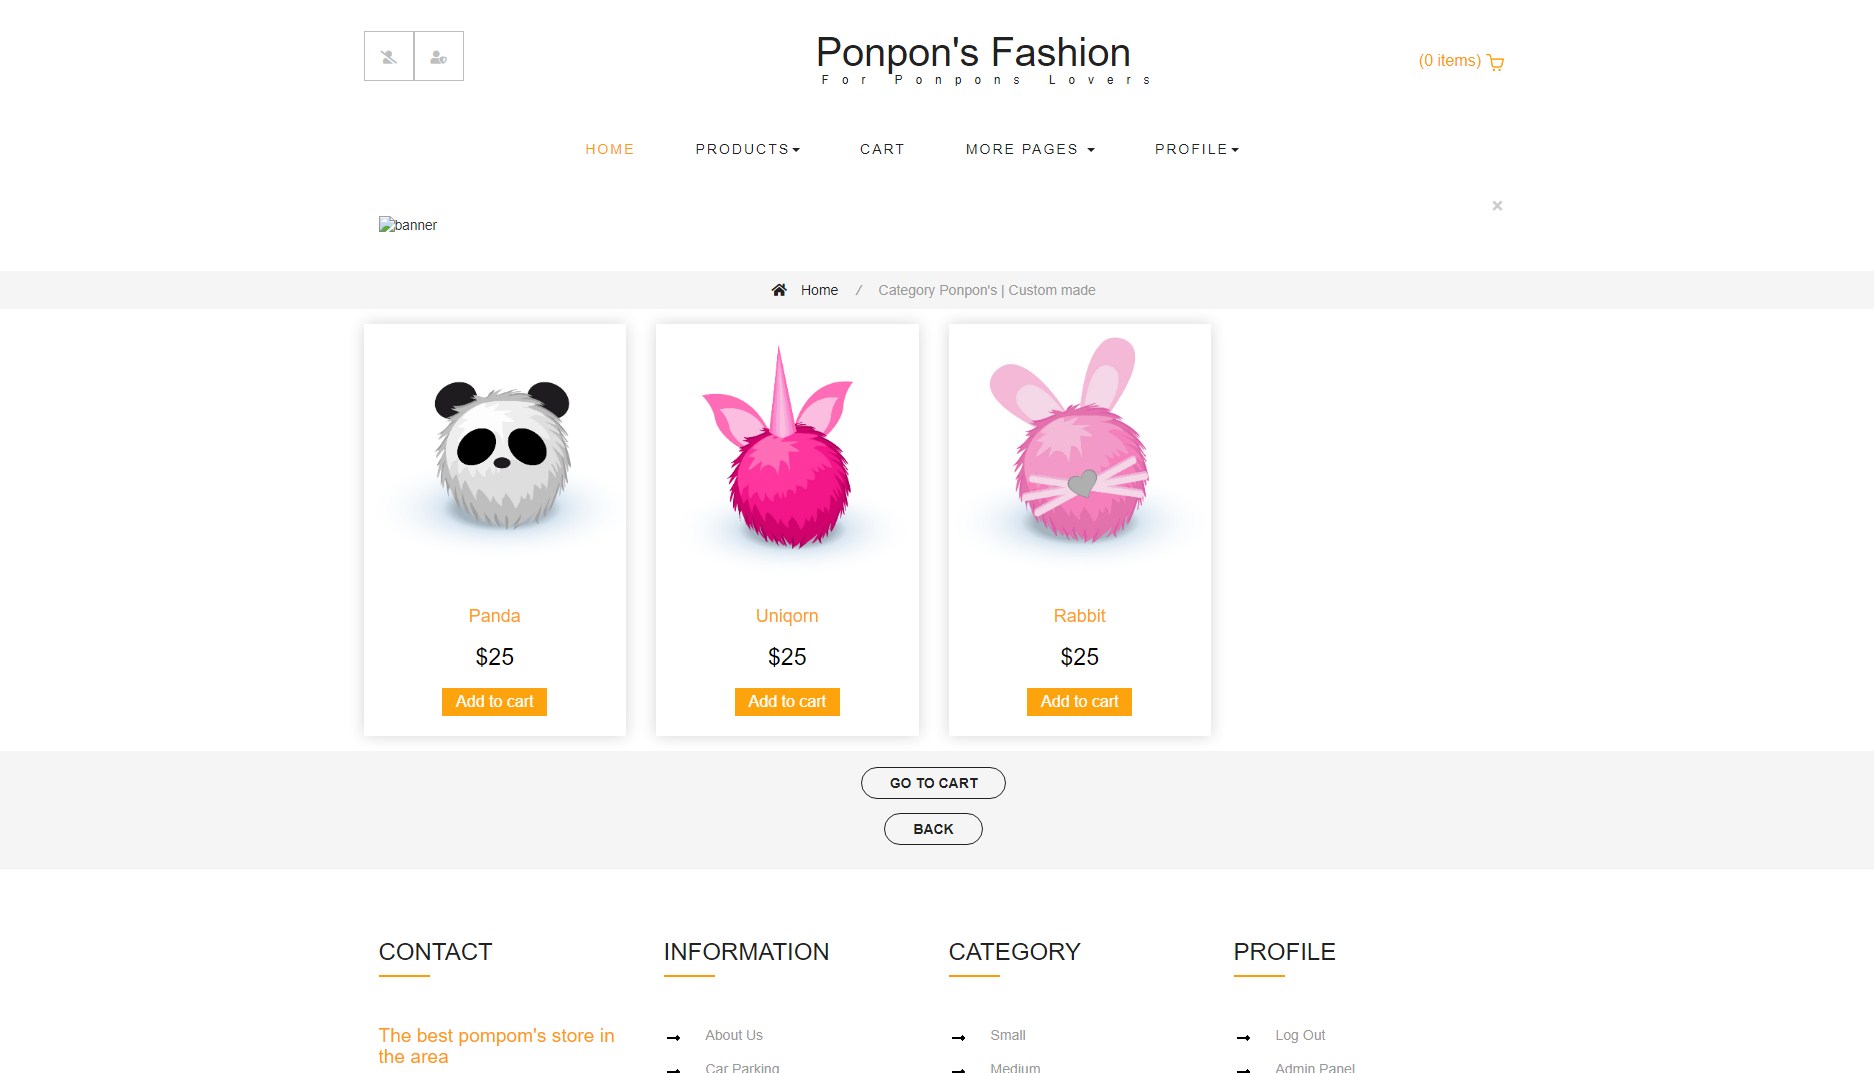 Ponpon's Fashion
For Ponpons Lovers
(0 items)
HOME PRODUCTS CART MORE PAGES PROFILE
×
banner
Home / Category Ponpon's | Custom made
Panda Uniqorn Rabbit
$25 $25 $25
Add to cart Add to cart Add to cart
GO TO CART
BACK
CONTACT INFORMATION CATEGORY PROFILE
The best pompom's store in
the area
About Us Small Log Out
Car Parking Medium Admin Panel